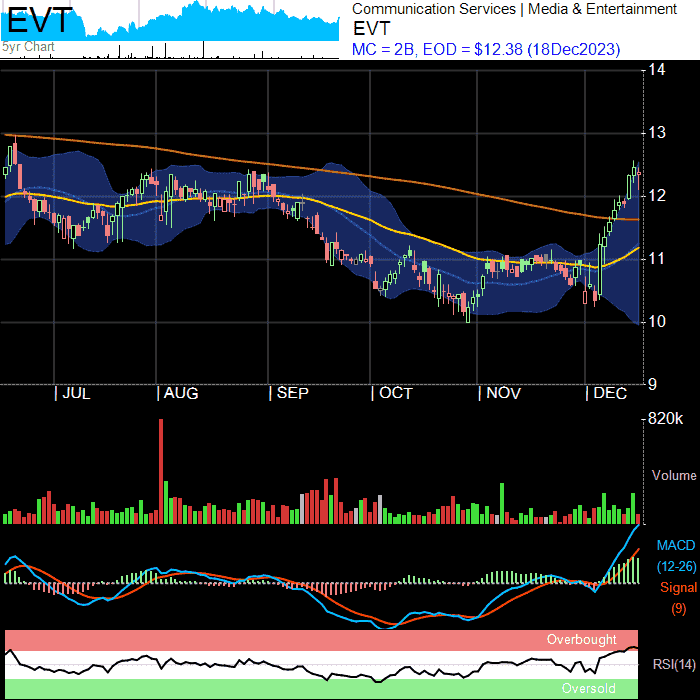 EVT
5yr Chart
Communication Services | Media & Entertainment
EVT
MC = 2B, EOD = $12.38 (18Dec2023)
14
13
12
11
10
9
| JUL | AUG | SEP | OCT | NOV | DEC
820k
Volume
MACD
(12-26)
Signal
(9)
Overbought
RSI(14)
Oversold